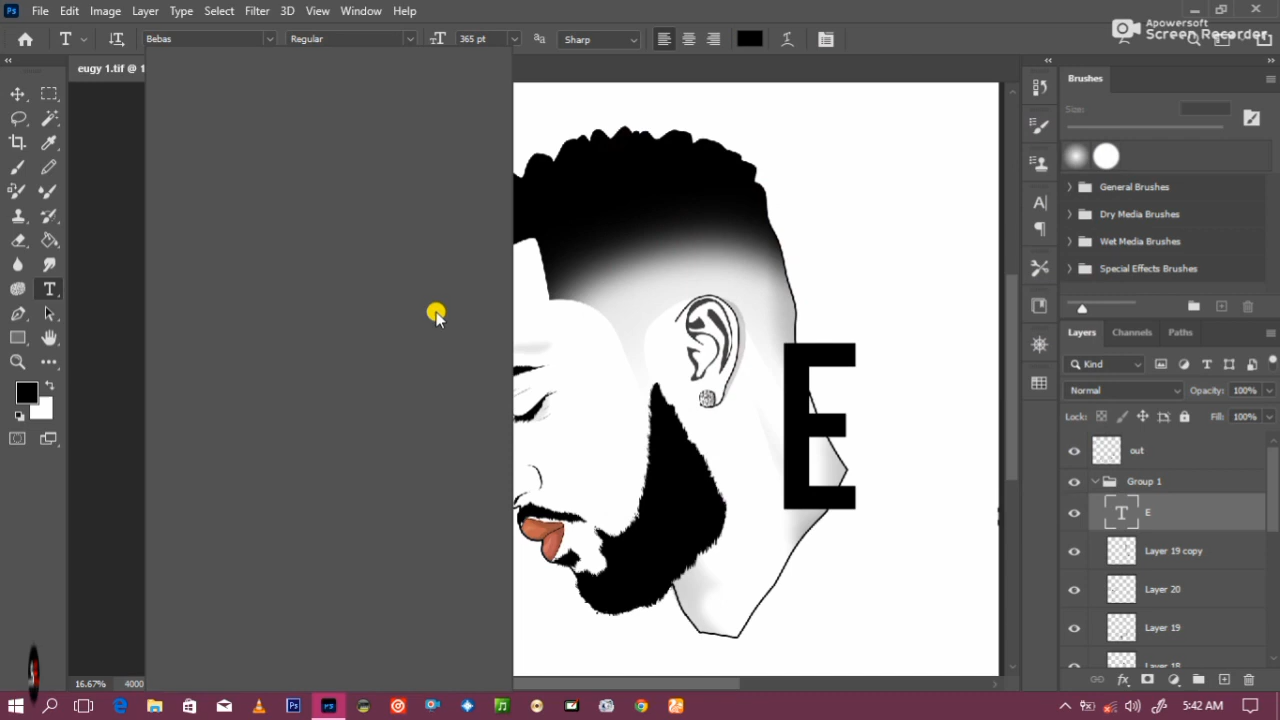 Ps File Edit Image Layer Type Select Filter 3D View Window Help
Apowersoft
Screen Recorder
T Bebas Regular 365 pt Sharp
eugy 1.tif @ 1
Brushes
Size:
General Brushes
Dry Media Brushes
Wet Media Brushes
Special Effects Brushes
E
Layers Channels Paths
Kind
Normal Opacity: 100%
Lock: Fill: 100%
out
Group 1
T E
Layer 19 copy
Layer 20
Layer 19
Layer 18
16.67% 4000
fx
5:42 AM